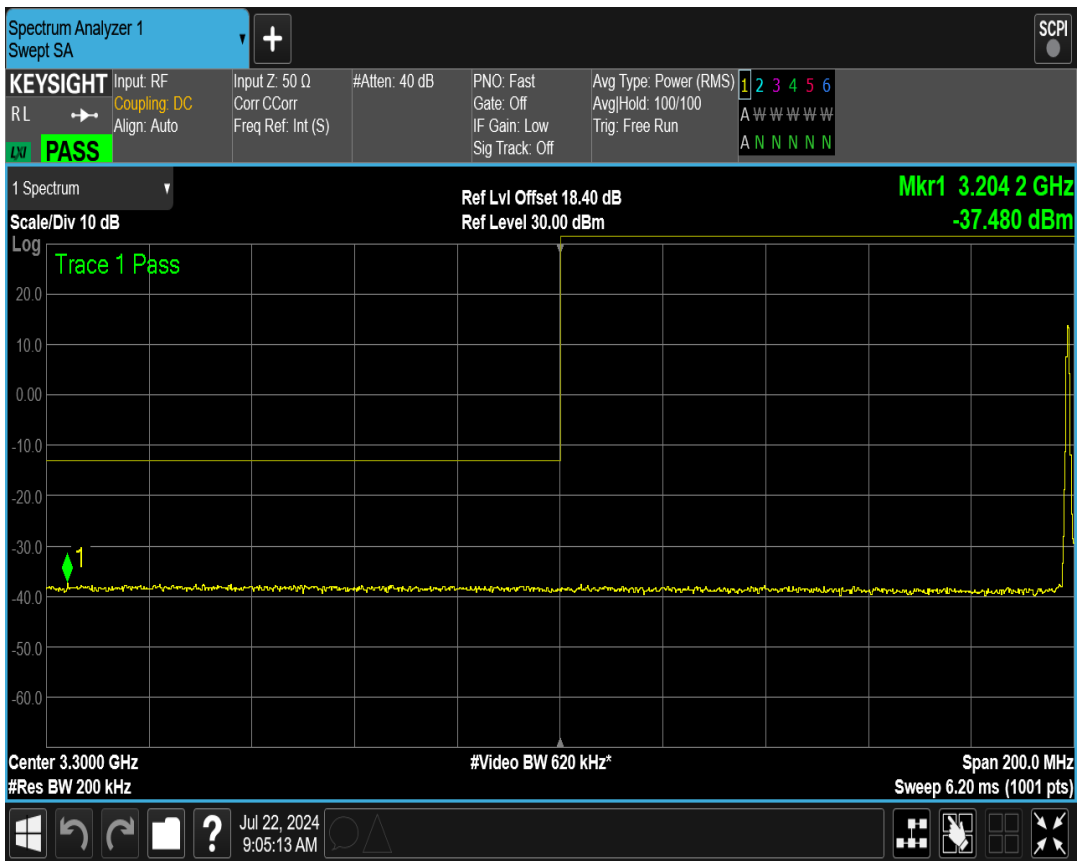 Spectrum Analyzer 1
Swept SA
+
SCPI
KEYSIGHT
RL
LXI PASS
Input: RF
Coupling: DC
Align: Auto
Input Z: 50 Ω
Corr CCorr
Freq Ref: Int (S)
#Atten: 40 dB
PNO: Fast
Gate: Off
IF Gain: Low
Sig Track: Off
Avg Type: Power (RMS)
Avg|Hold: 100/100
Trig: Free Run
1 2 3 4 5 6
A W W W W W
A N N N N N
1 Spectrum
Scale/Div 10 dB
Ref Lvl Offset 18.40 dB
Ref Level 30.00 dBm
Mkr1 3.204 2 GHz
-37.480 dBm
Log
Trace 1 Pass
20.0
10.0
0.00
-10.0
-20.0
-30.0
1
-40.0
-50.0
-60.0
Center 3.3000 GHz
#Video BW 620 kHz*
Span 200.0 MHz
#Res BW 200 kHz
Sweep 6.20 ms (1001 pts)
?
Jul 22, 2024
9:05:13 AM